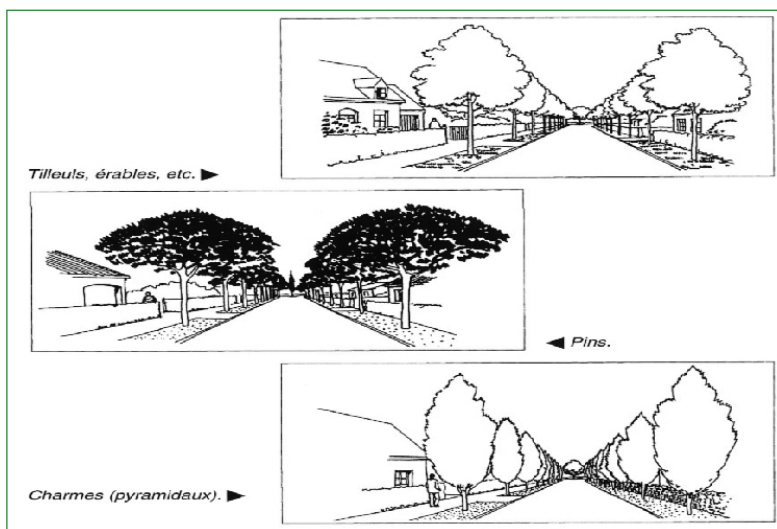 Tilleuls, érables, etc. ►
◄ Pins.
Charmes (pyramidaux). ►